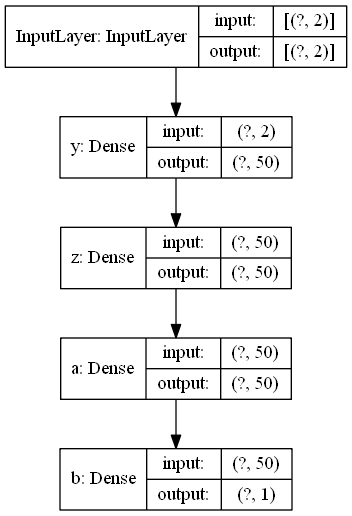 InputLayer: InputLayer
input: [(?, 2)]
output: [(?, 2)]
y: Dense
input: (?, 2)
output: (?, 50)
z: Dense
input: (?, 50)
output: (?, 50)
a: Dense
input: (?, 50)
output: (?, 50)
b: Dense
input: (?, 50)
output: (?, 1)